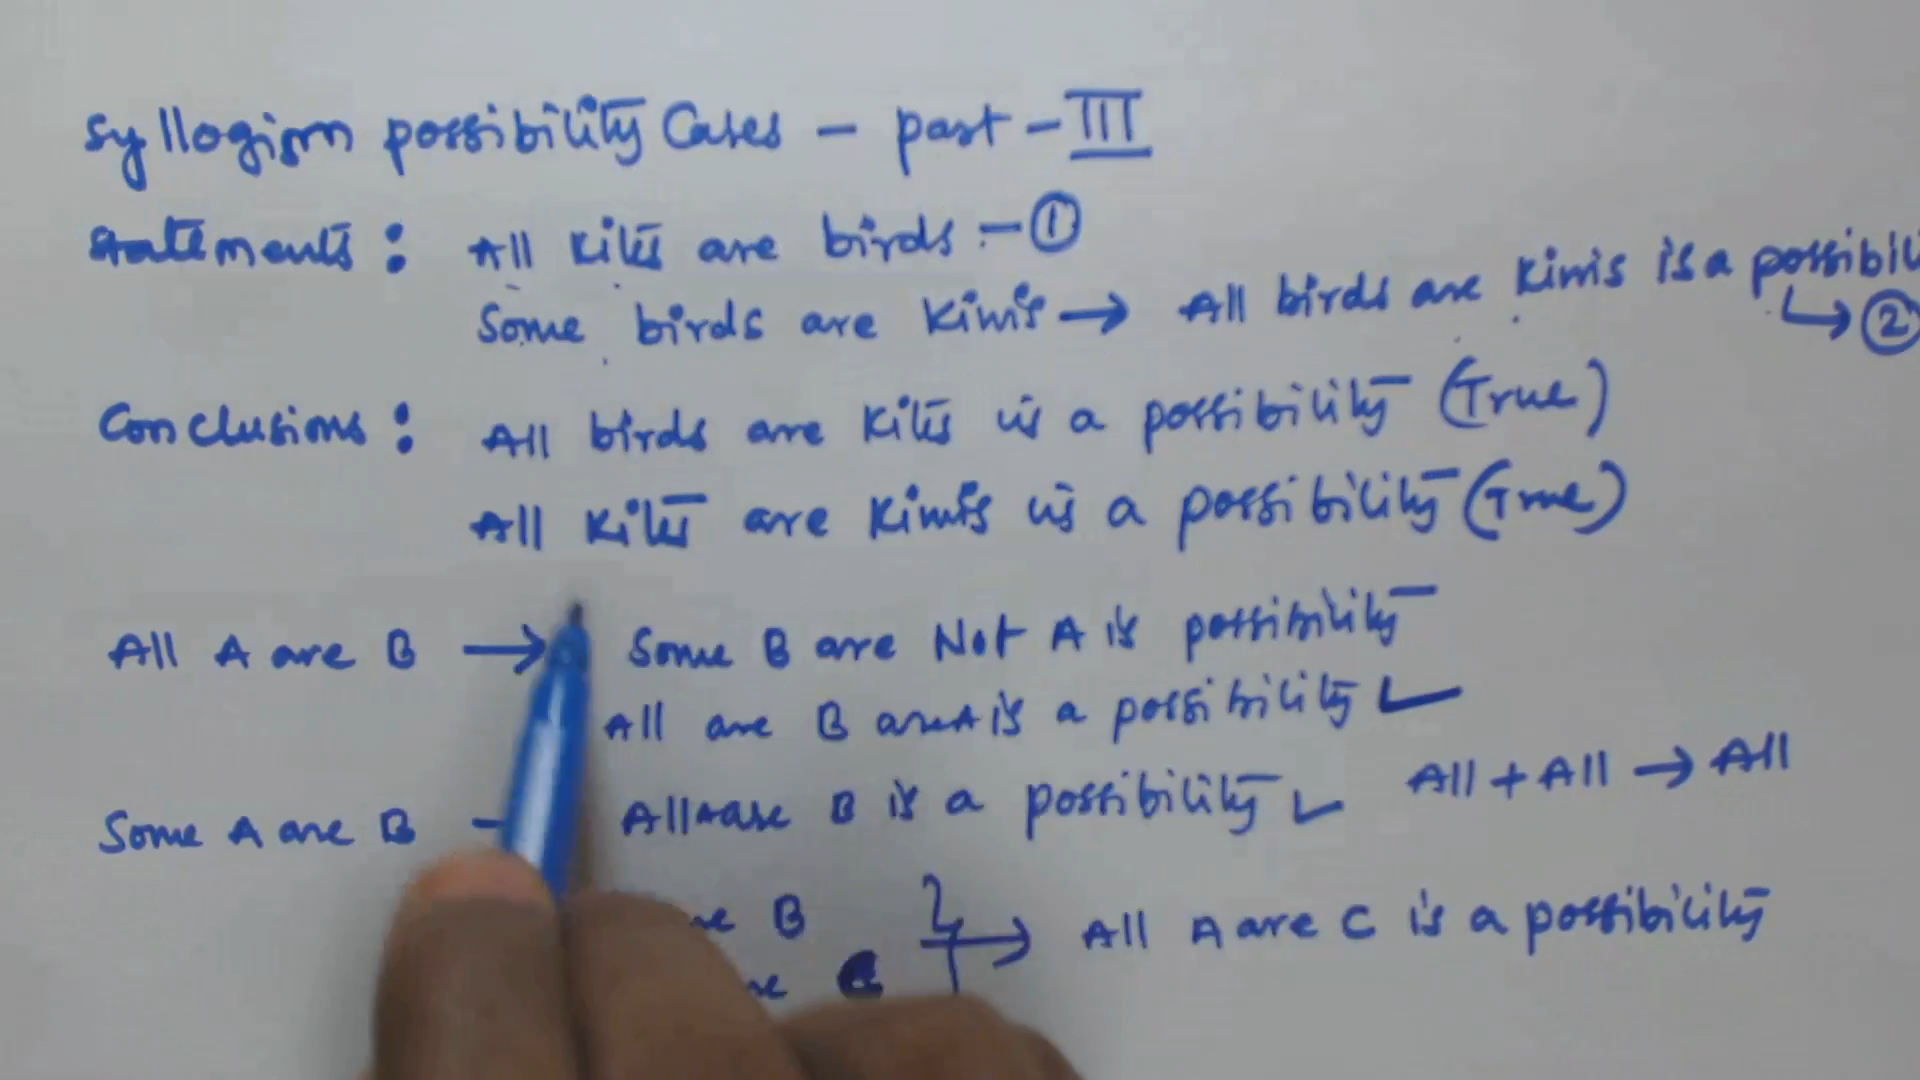 Syllogism possibility Cases - part - III
Statements : All Kites are birds - ①
Some birds are Kiwis → All birds are Kiwis is a possibili
↳ ②
Conclusions : All birds are Kites is a possibility (True)
All Kites are Kiwis is a possibility (True)
All A are B → Some B are Not A is possibility
All are B are A is a possibility ✓
Some A are B - All A are B is a possibility ✓ All + All → All
B } → All A are C is a possibility
C